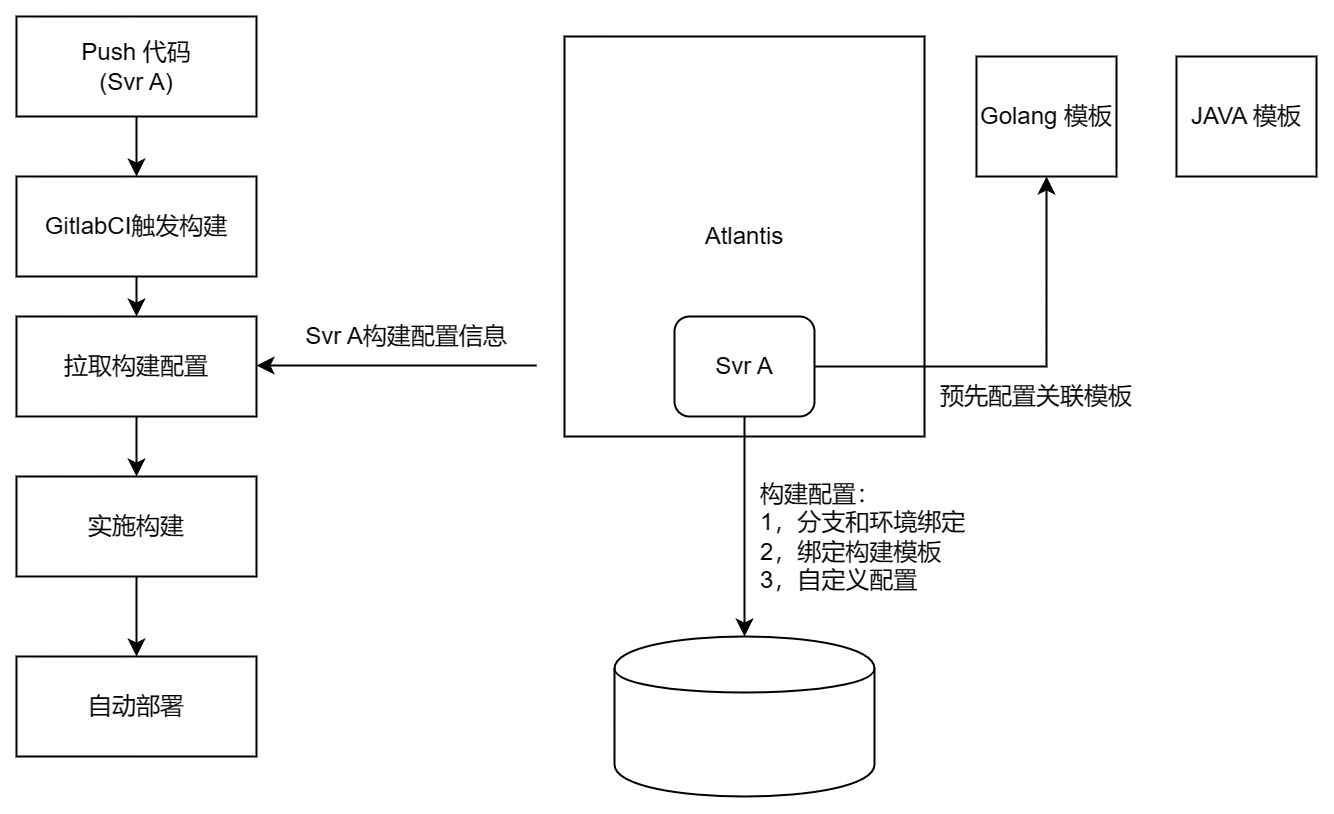 Push 代码
(Svr A)
GitlabCI触发构建
拉取构建配置
实施构建
自动部署
Svr A构建配置信息
Atlantis
Svr A
Golang 模板
JAVA 模板
预先配置关联模板
构建配置：
1，分支和环境绑定
2，绑定构建模板
3，自定义配置